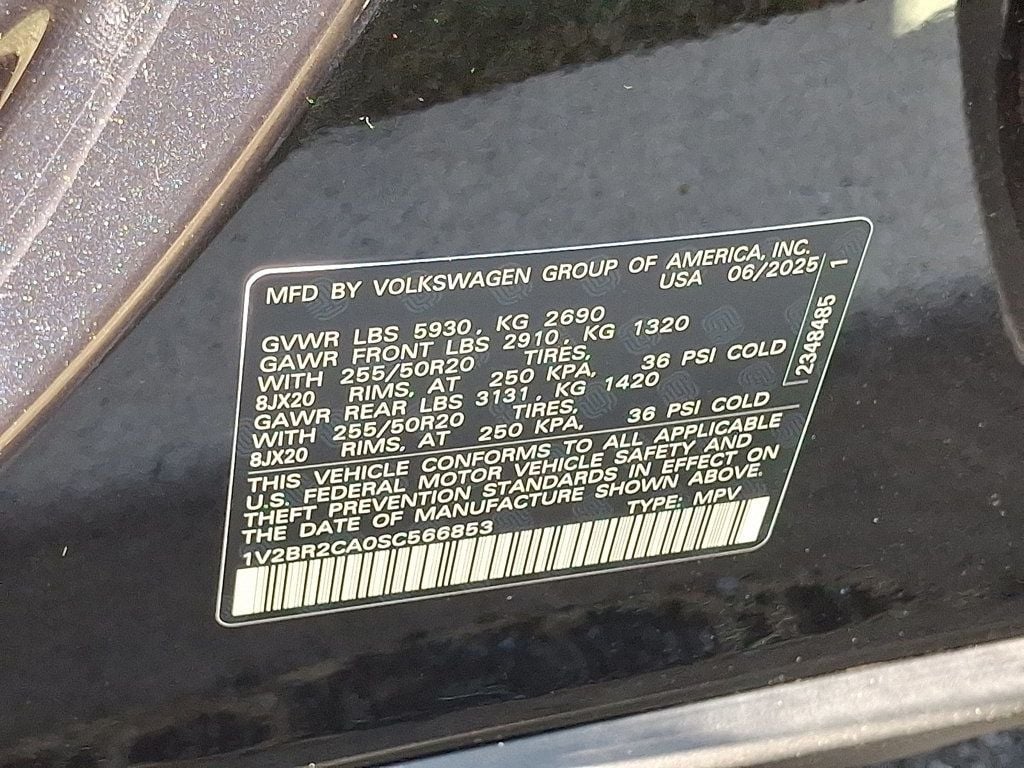 MFD BY VOLKSWAGEN GROUP OF AMERICA, INC.
USA 06/2025
GVWR LBS 5930, KG 2690
GAWR FRONT LBS 2910, KG 1320
WITH 255/50R20 TIRES,
8JX20 RIMS, AT 250 KPA, 36 PSI COLD
GAWR REAR LBS 3131, KG 1420
WITH 255/50R20 TIRES,
8JX20 RIMS, AT 250 KPA, 36 PSI COLD
THIS VEHICLE CONFORMS TO ALL APPLICABLE
U.S. FEDERAL MOTOR VEHICLE SAFETY AND
THEFT PREVENTION STANDARDS IN EFFECT ON
THE DATE OF MANUFACTURE SHOWN ABOVE.
TYPE: MPV
1V2BR2CA0SC566853
2348485 1